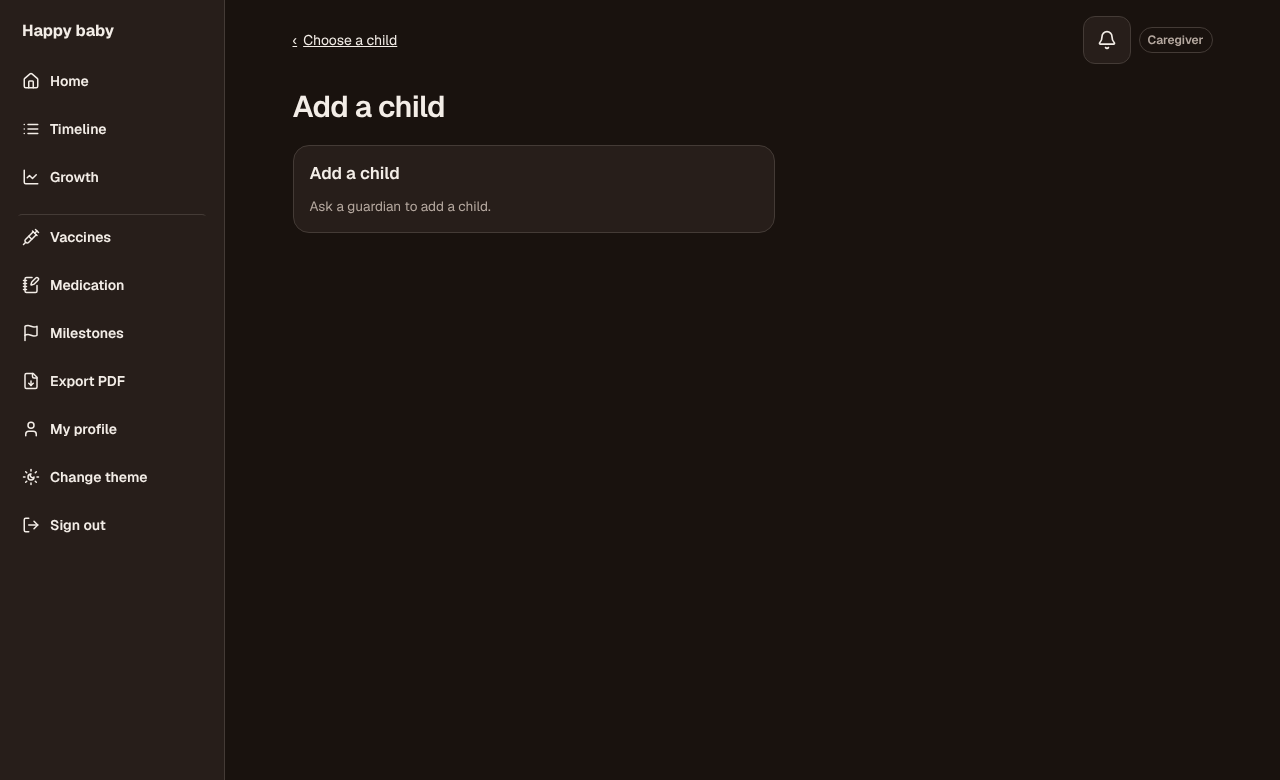 Happy baby
Home
Timeline
Growth
Vaccines
Medication
Milestones
Export PDF
My profile
Change theme
Sign out
‹ Choose a child
Caregiver
Add a child
Add a child
Ask a guardian to add a child.